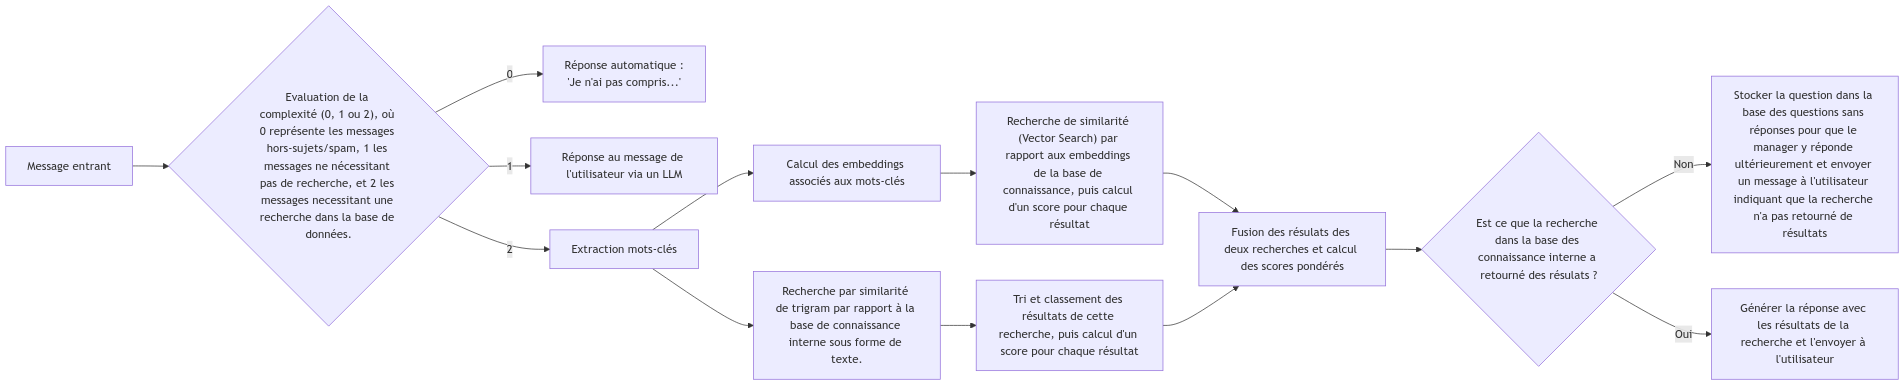 Message entrant
Evaluation de la
complexité (0, 1 ou 2), où
0 représente les messages
hors-sujets/spam, 1 les
messages ne nécessitant
pas de recherche, et 2 les
messages necessitant une
recherche dans la base de
données.
0
Réponse automatique :
'Je n'ai pas compris...'
1
Réponse au message de
l'utilisateur via un LLM
2
Extraction mots-clés
Calcul des embeddings
associés aux mots-clés
Recherche de similarité
(Vector Search) par
rapport aux embeddings
de la base de
connaissance, puis calcul
d'un score pour chaque
résultat
Recherche par similarité
de trigram par rapport à la
base de connaissance
interne sous forme de
texte.
Tri et classement des
résultats de cette
recherche, puis calcul d'un
score pour chaque résultat
Fusion des résulats des
deux recherches et calcul
des scores pondérés
Est ce que la recherche
dans la base des
connaissance interne a
retourné des résulats ?
Non
Stocker la question dans la
base des questions sans
réponses pour que le
manager y réponde
ultérieurement et envoyer
un message à l'utilisateur
indiquant que la recherche
n'a pas retourné de
résultats
Oui
Générer la réponse avec
les résultats de la
recherche et l'envoyer à
l'utilisateur